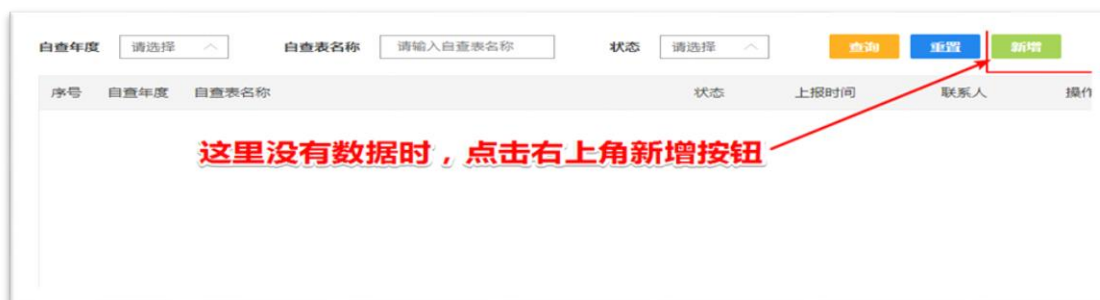 自查年度 请选择 自查表名称 请输入自查表名称 状态 请选择 查询 重置 新增
序号 自查年度 自查表名称 状态 上报时间 联系人 操作
这里没有数据时，点击右上角新增按钮